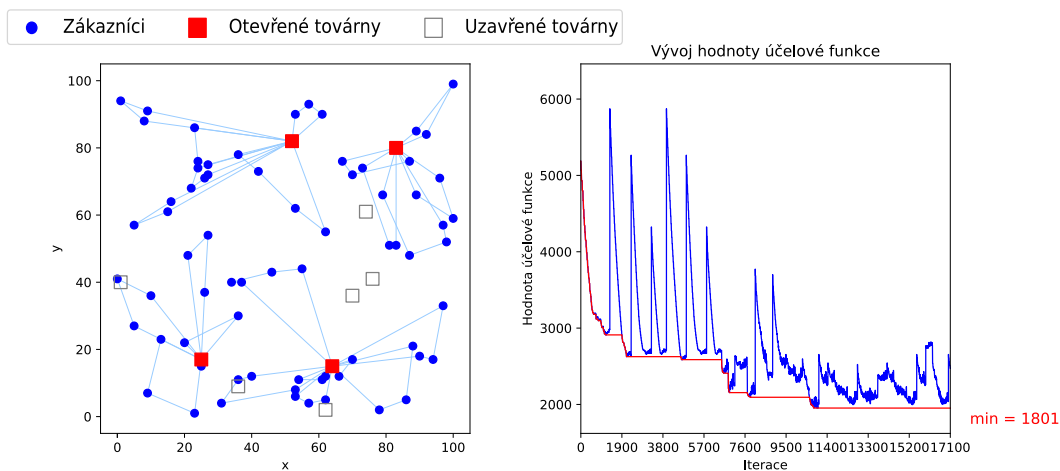 Zákazníci Otevřené továrny Uzavřené továrny
Vývoj hodnoty účelové funkce
100
80
60
40
20
0
y
0 20 40 60 80 100
x
6000
5000
4000
3000
2000
Hodnota účelové funkce
min = 1801
0 1900 3800 5700 7600 9500 11400 13300 15200 17100
Iterace